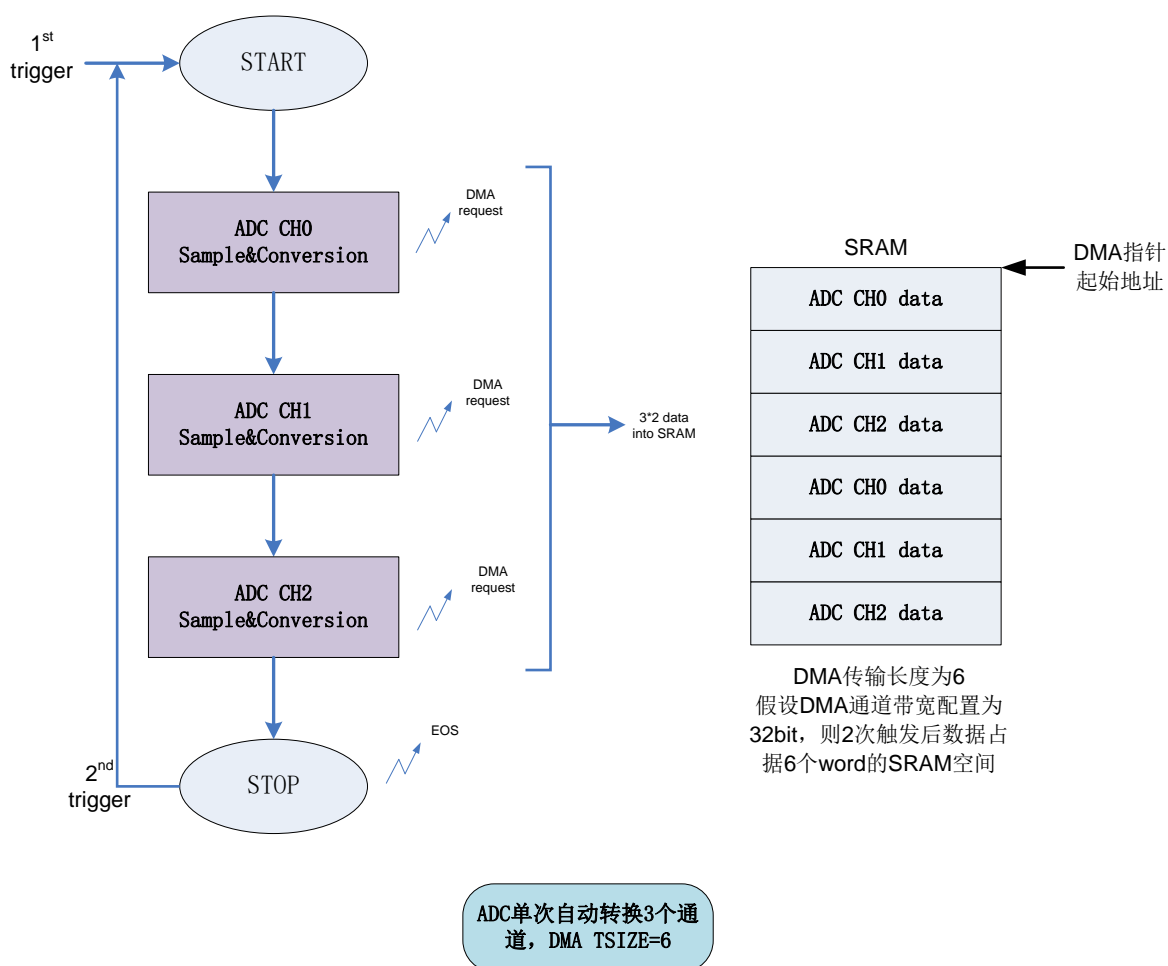 1st
trigger
START
ADC CH0
Sample&Conversion
DMA
request
ADC CH1
Sample&Conversion
DMA
request
ADC CH2
Sample&Conversion
DMA
request
3*2 data
into SRAM
STOP
EOS
2nd
trigger
SRAM
DMA指针
起始地址
ADC CH0 data
ADC CH1 data
ADC CH2 data
ADC CH0 data
ADC CH1 data
ADC CH2 data
DMA传输长度为6
假设DMA通道带宽配置为
32bit，则2次触发后数据占
据6个word的SRAM空间
ADC单次自动转换3个通
道，DMA TSIZE=6